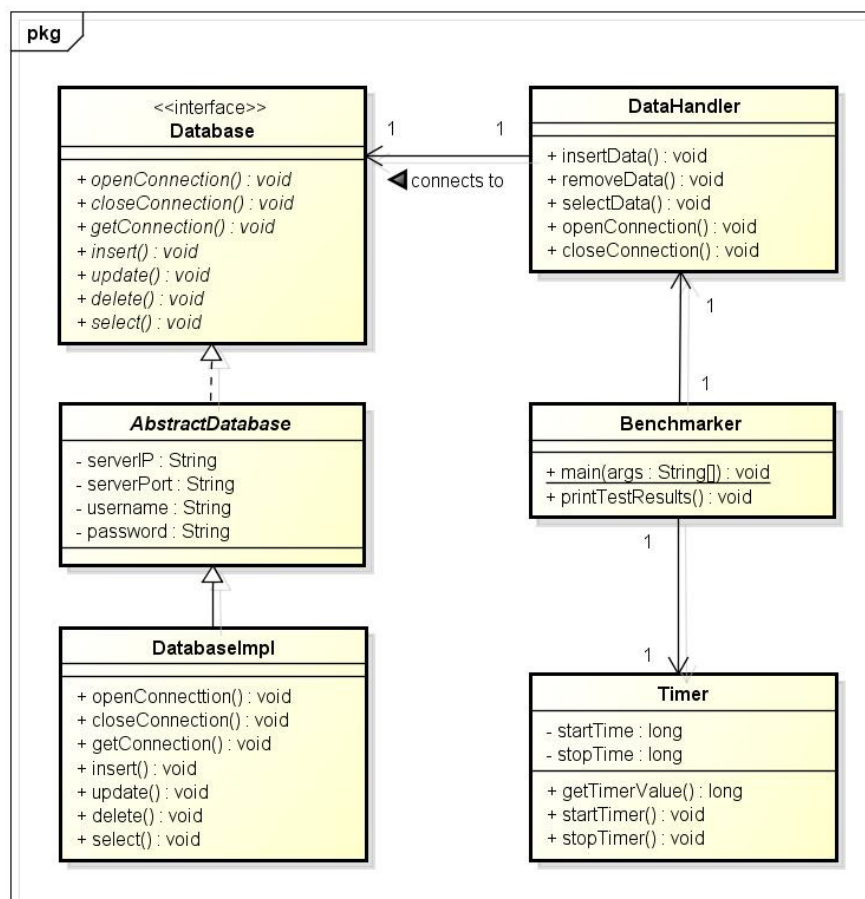 pkg
<<interface>>
Database
+ openConnection() : void
+ closeConnection() : void
+ getConnection() : void
+ insert() : void
+ update() : void
+ delete() : void
+ select() : void
1
1
connects to
DataHandler
+ insertData() : void
+ removeData() : void
+ selectData() : void
+ openConnection() : void
+ closeConnection() : void
1
1
AbstractDatabase
- serverIP : String
- serverPort : String
- username : String
- password : String
Benchmarker
+ main(args : String[]) : void
+ printTestResults() : void
1
1
DatabaseImpl
+ openConnecttion() : void
+ closeConnection() : void
+ getConnection() : void
+ insert() : void
+ update() : void
+ delete() : void
+ select() : void
Timer
- startTime : long
- stopTime : long
+ getTimerValue() : long
+ startTimer() : void
+ stopTimer() : void